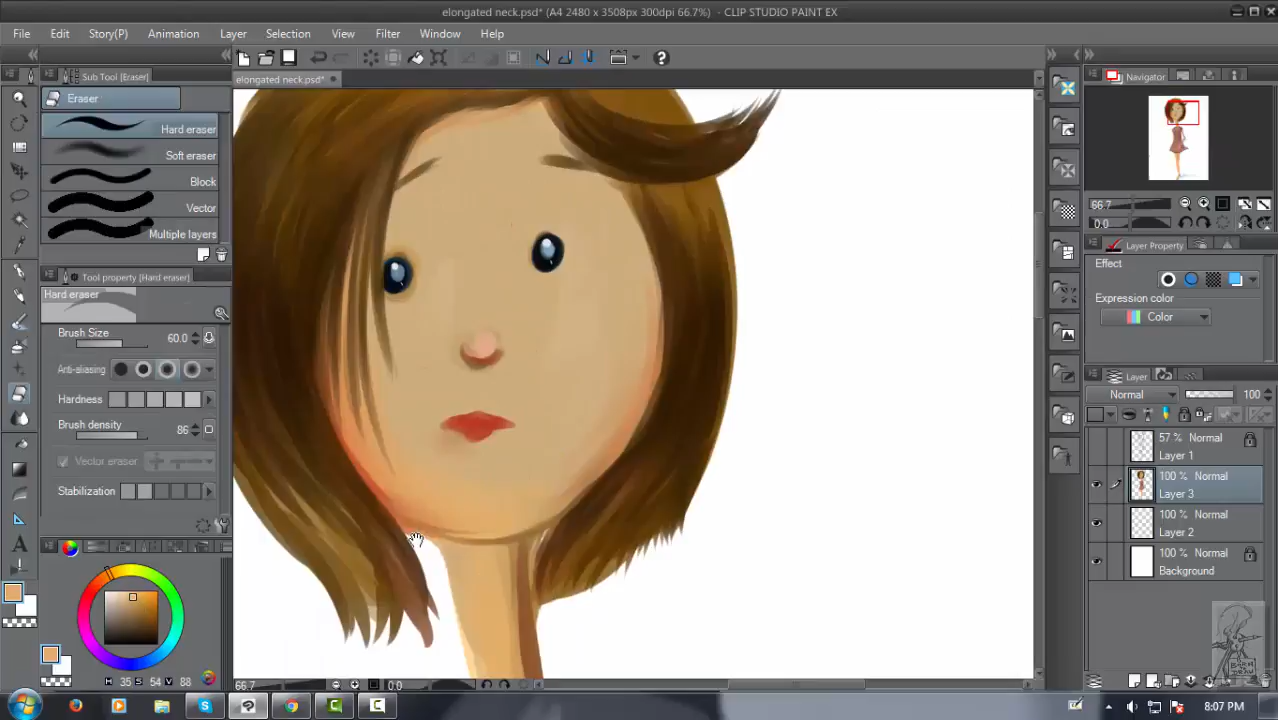 elongated neck.psd* (A4 2480 x 3508px 300dpi 66.7%) - CLIP STUDIO PAINT EX
File Edit Story(P) Animation Layer Selection View Filter Window Help
Sub Tool [Eraser]
elongated neck.psd*
Navigator
Eraser
Hard eraser
Soft eraser
Block
Vector
Multiple layers
66.7
0.0
Layer Property
Tool property [Hard eraser]
Hard eraser
Effect
Expression color
Color
Brush Size 60.0
Anti-aliasing
Hardness
Brush density 86
Vector eraser
Stabilization
Layer
Normal 100
57 % Normal
Layer 1
100 % Normal
Layer 3
100 % Normal
Layer 2
100 % Normal
Background
H 35 S 54 V 88
66.7 0.0
8:07 PM